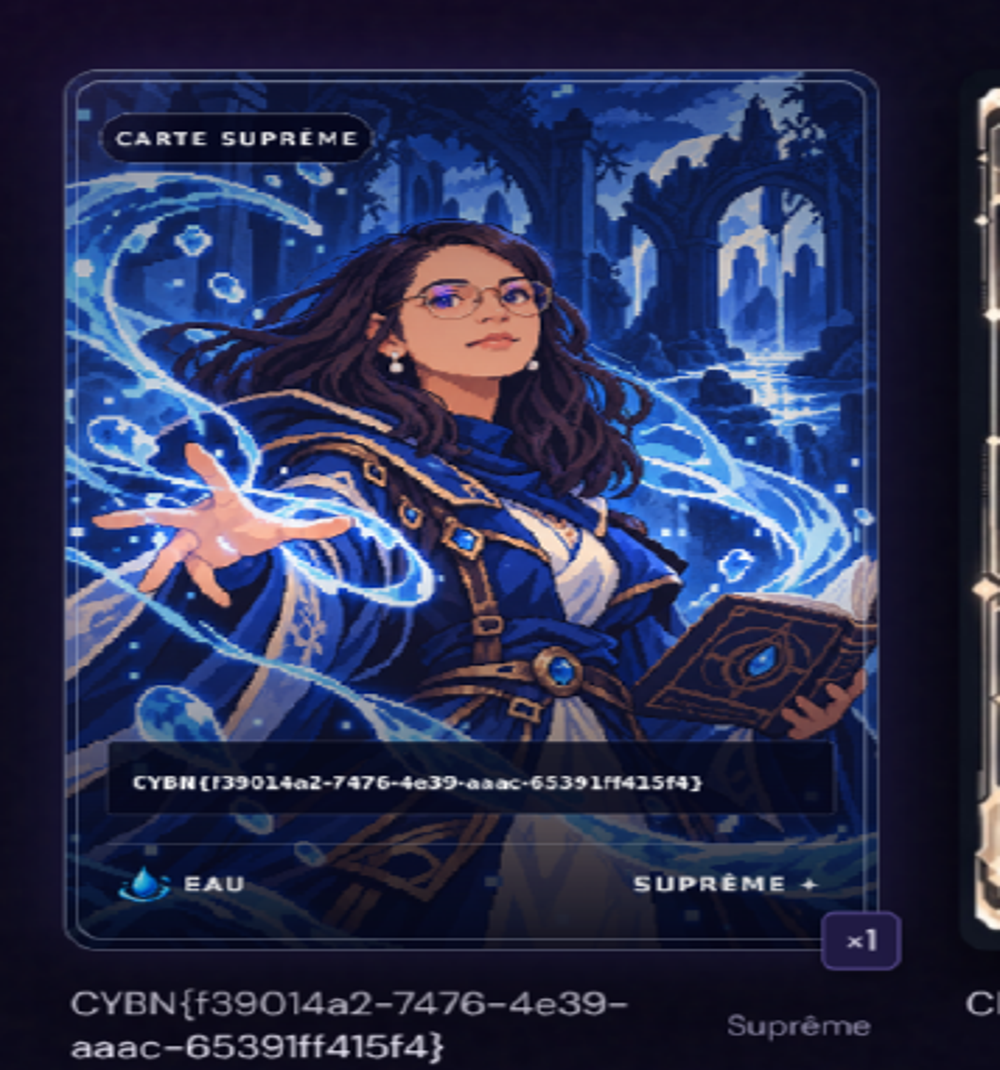 CARTE SUPRÊME
CYBN{f39014a2-7476-4e39-aaac-65391ff415f4}
EAU
SUPRÊME +
×1
CYBN{f39014a2-7476-4e39-
aaac-65391ff415f4}
Suprême